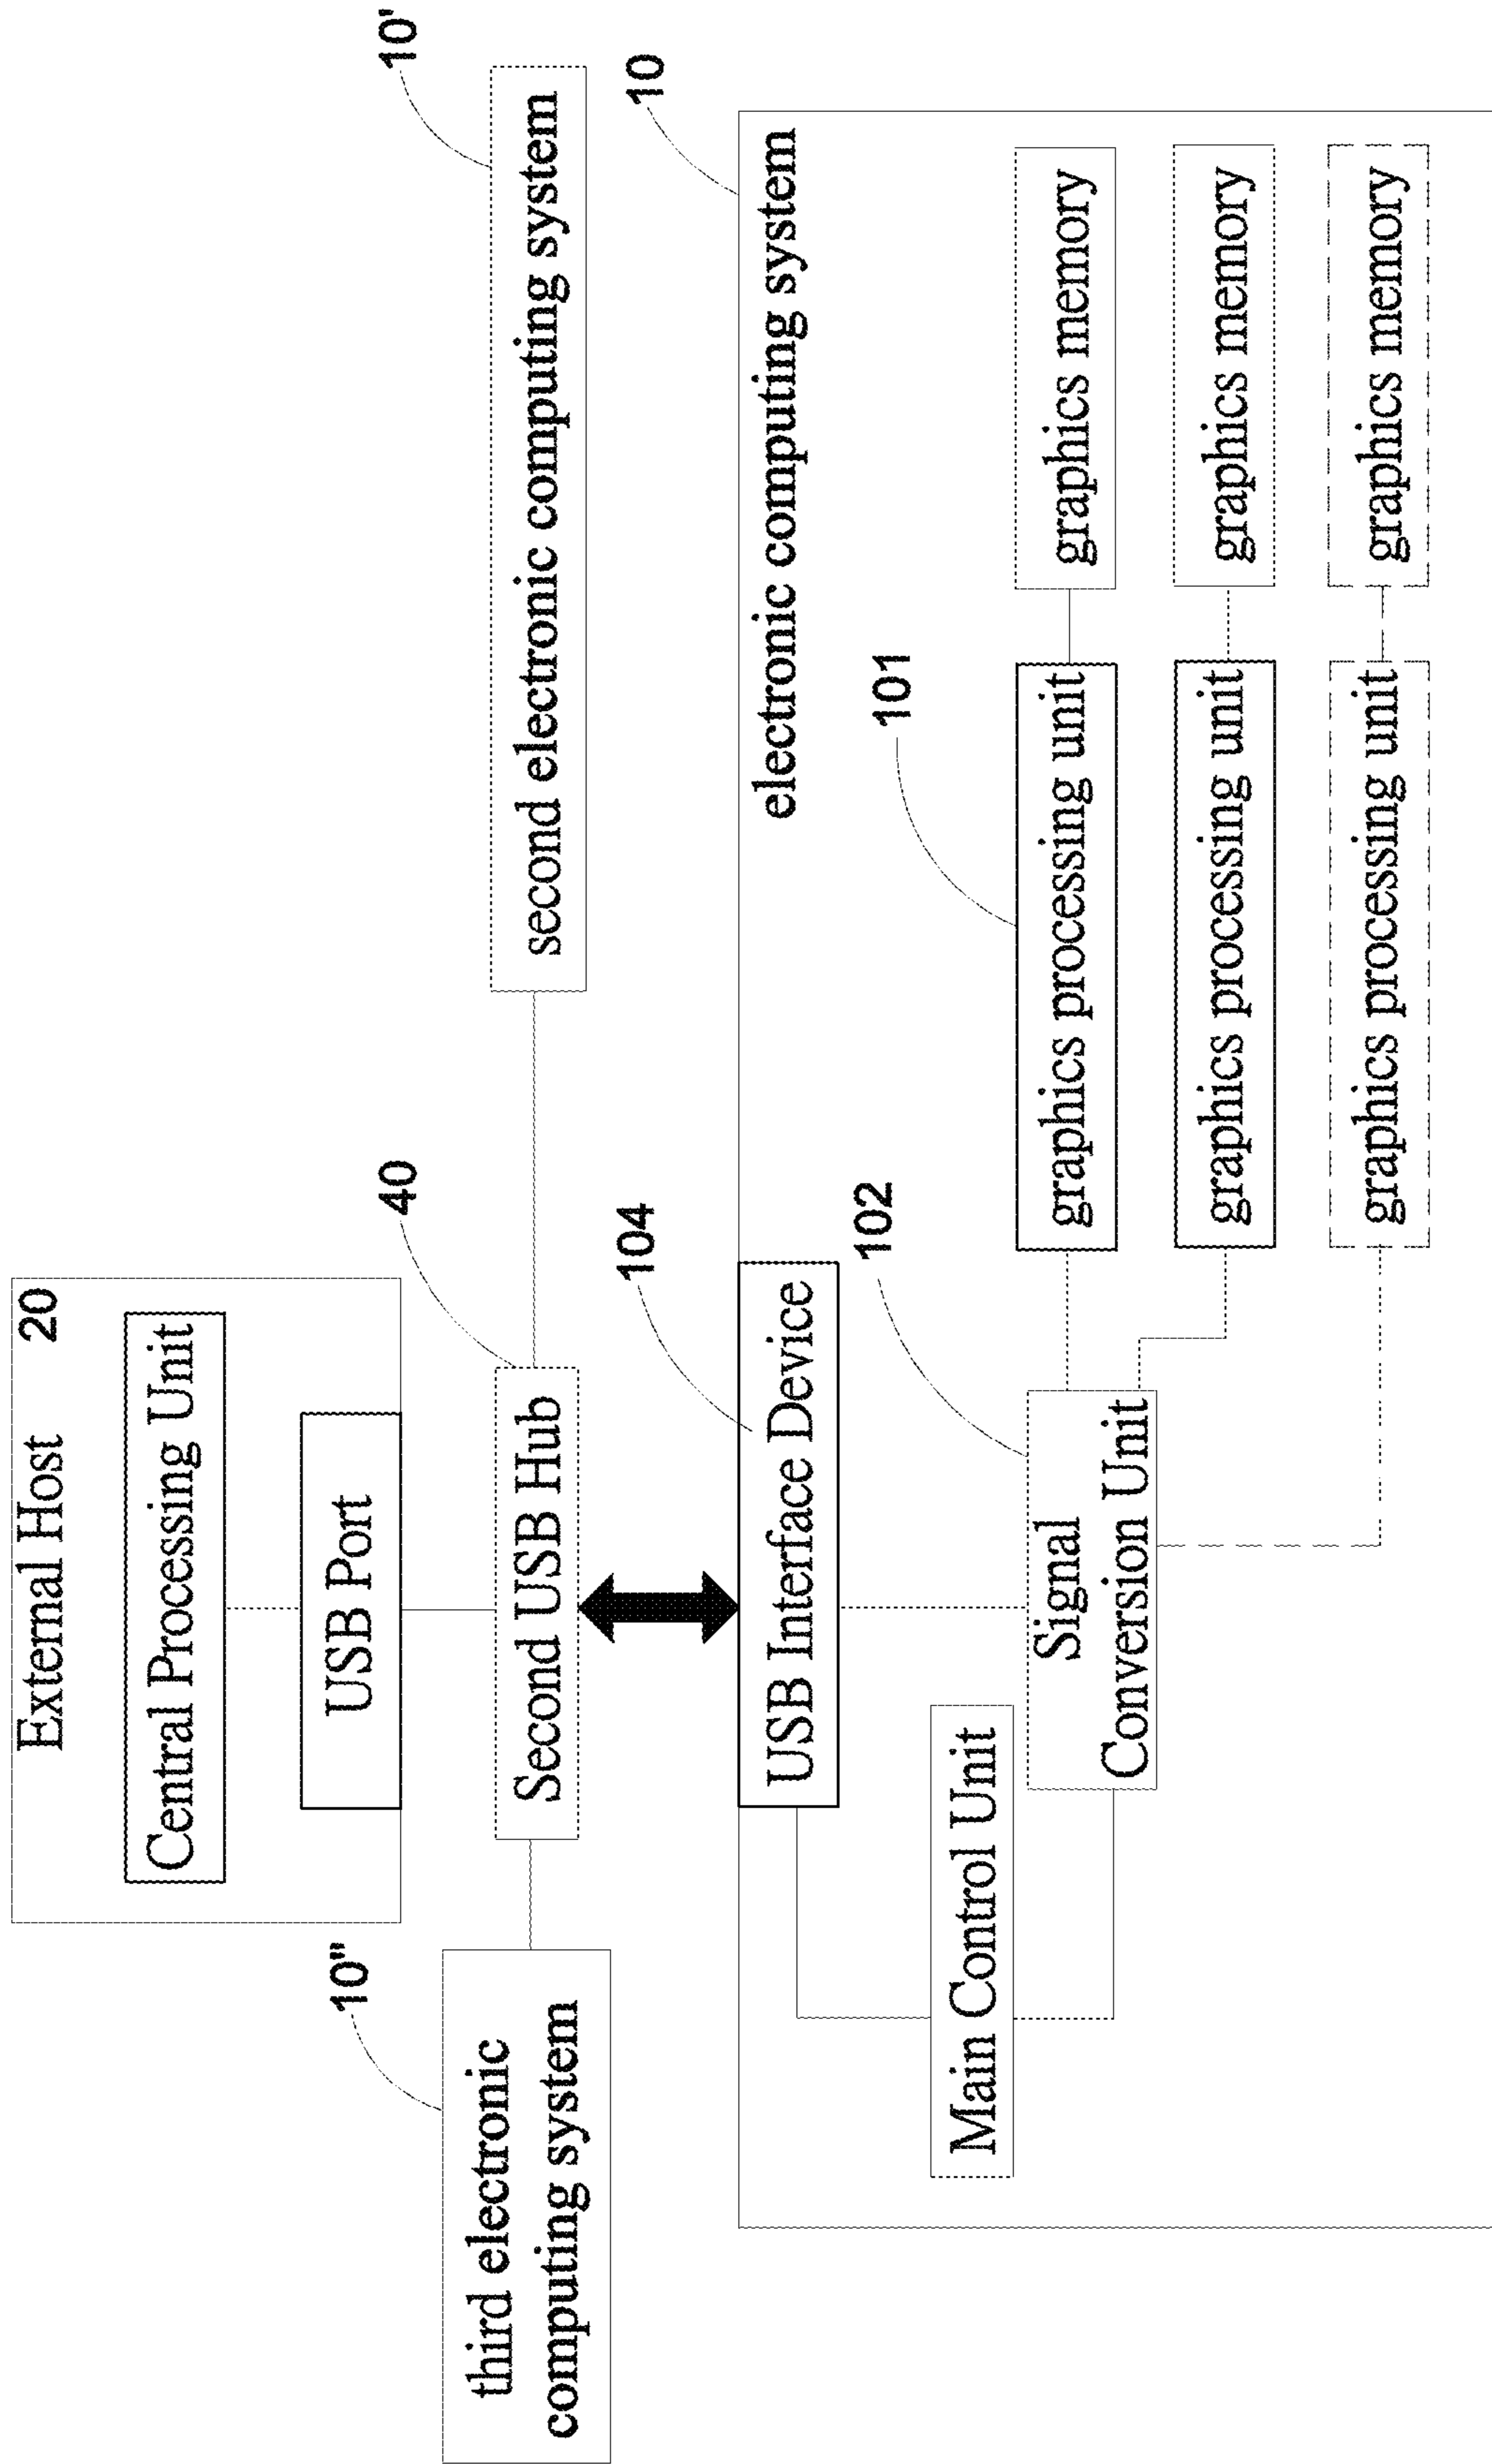 External Host
20
Central Processing Unit
USB Port
10"
third electronic
computing system
Second USB Hub
40
10'
second electronic computing system
10
electronic computing system
104
USB Interface Device
Main Control Unit
102
Signal
Conversion Unit
101
graphics processing unit
graphics memory
graphics processing unit
graphics memory
graphics processing unit
graphics memory